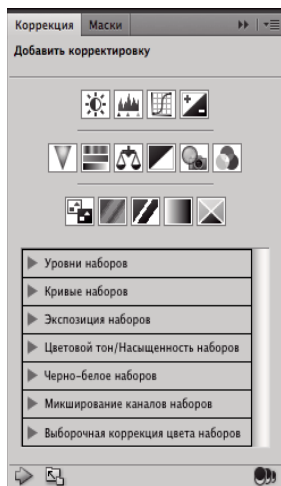 Коррекция Маски
Добавить корректировку
Уровни наборов
Кривые наборов
Экспозиция наборов
Цветовой тон/Насыщенность наборов
Черно-белое наборов
Микширование каналов наборов
Выборочная коррекция цвета наборов